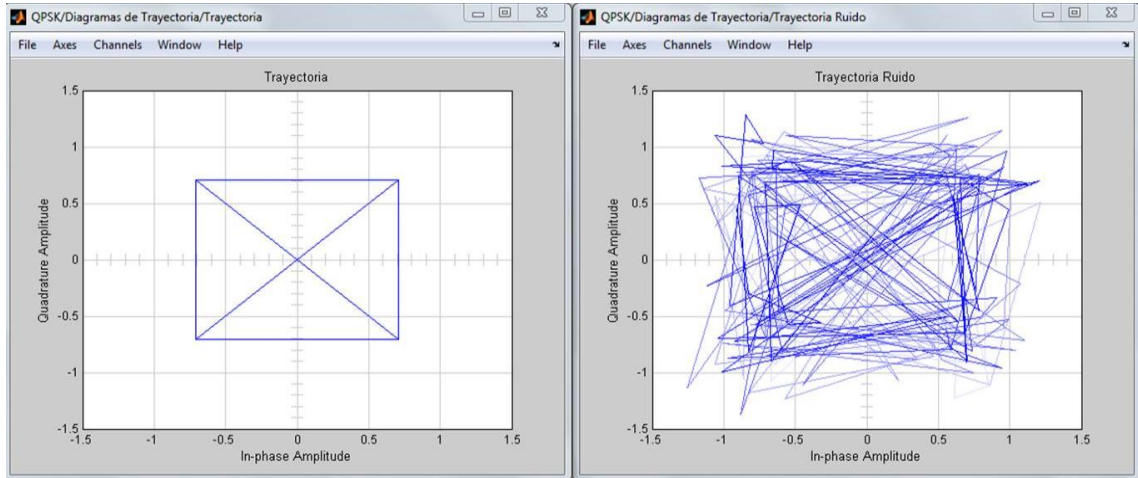 QPSK/Diagramas de Trayectoria/Trayectoria
File Axes Channels Window Help
Trayectoria
1.5
1
0.5
0
-0.5
-1
-1.5
Quadrature Amplitude
-1.5 -1 -0.5 0 0.5 1 1.5
In-phase Amplitude
QPSK/Diagramas de Trayectoria/Trayectoria Ruido
File Axes Channels Window Help
Trayectoria Ruido
1.5
1
0.5
0
-0.5
-1
-1.5
Quadrature Amplitude
-1.5 -1 -0.5 0 0.5 1 1.5
In-phase Amplitude